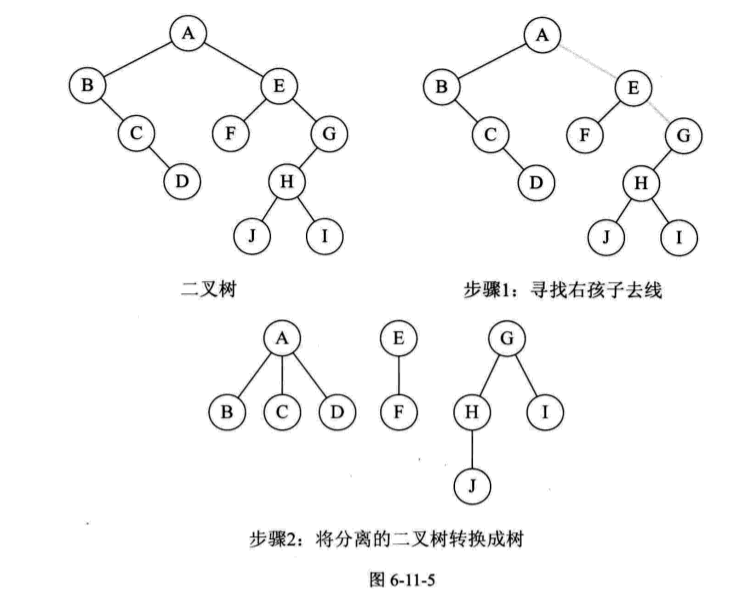 A A
B E B E
C F G C F G
D H D H
J I J I
二叉树 步骤1：寻找右孩子去线
A E G
B C D F H I
J
步骤2：将分离的二叉树转换成树
图 6-11-5